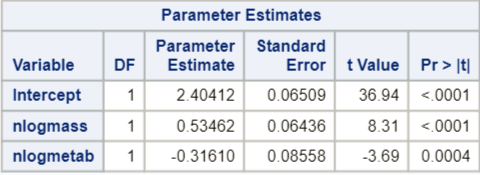 Parameter Estimates
Variable DF Parameter Estimate Standard Error t Value Pr > |t|
Intercept 1 2.40412 0.06509 36.94 <.0001
nlogmass 1 0.53462 0.06436 8.31 <.0001
nlogmetab 1 -0.31610 0.08558 -3.69 0.0004